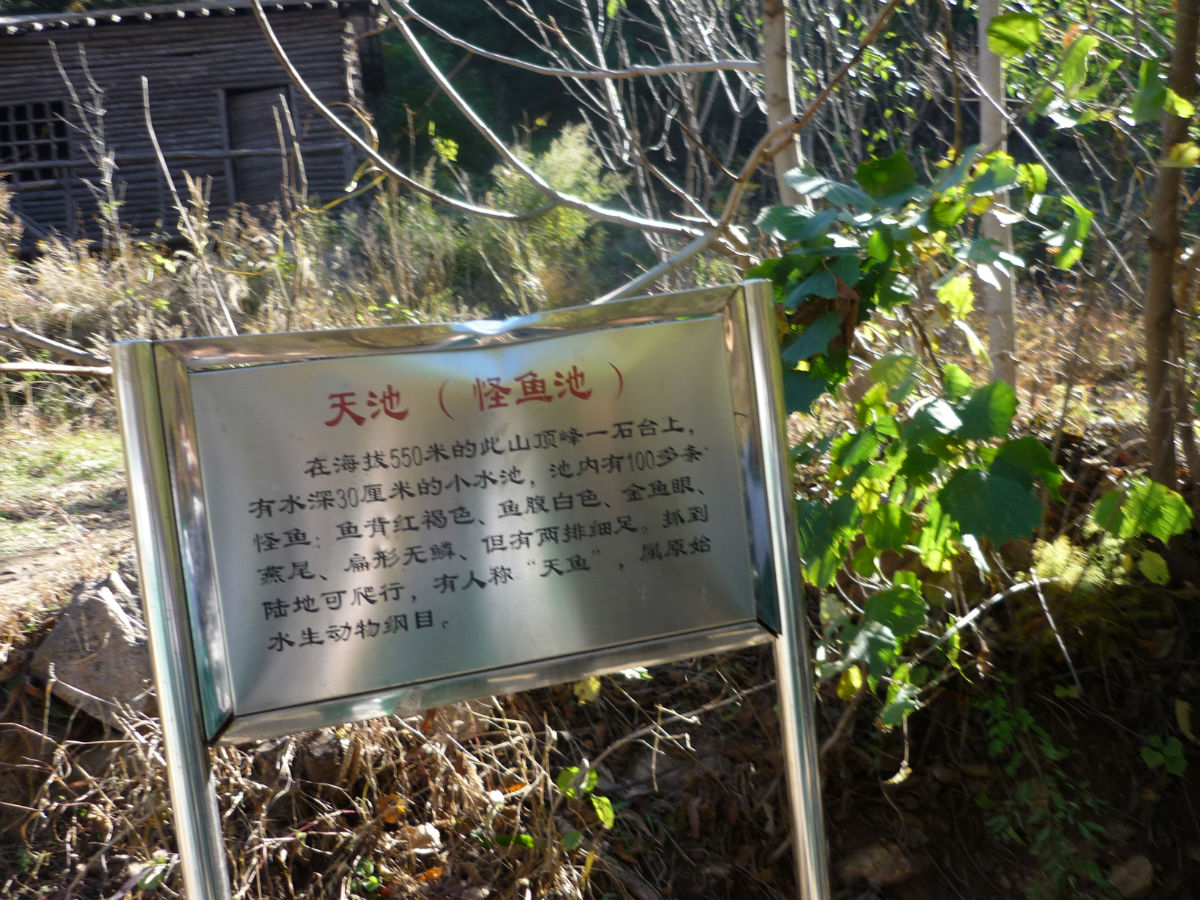 天池（怪鱼池）
在海拔550米的此山顶峰一石台上，
有水深30厘米的小水池，池内有100多条
怪鱼：鱼背红褐色、鱼腹白色、金鱼眼、
燕尾、扁形无鳞、但有两排细足。抓到
陆地可爬行，有人称“天鱼”，属原始
水生动物纲目。